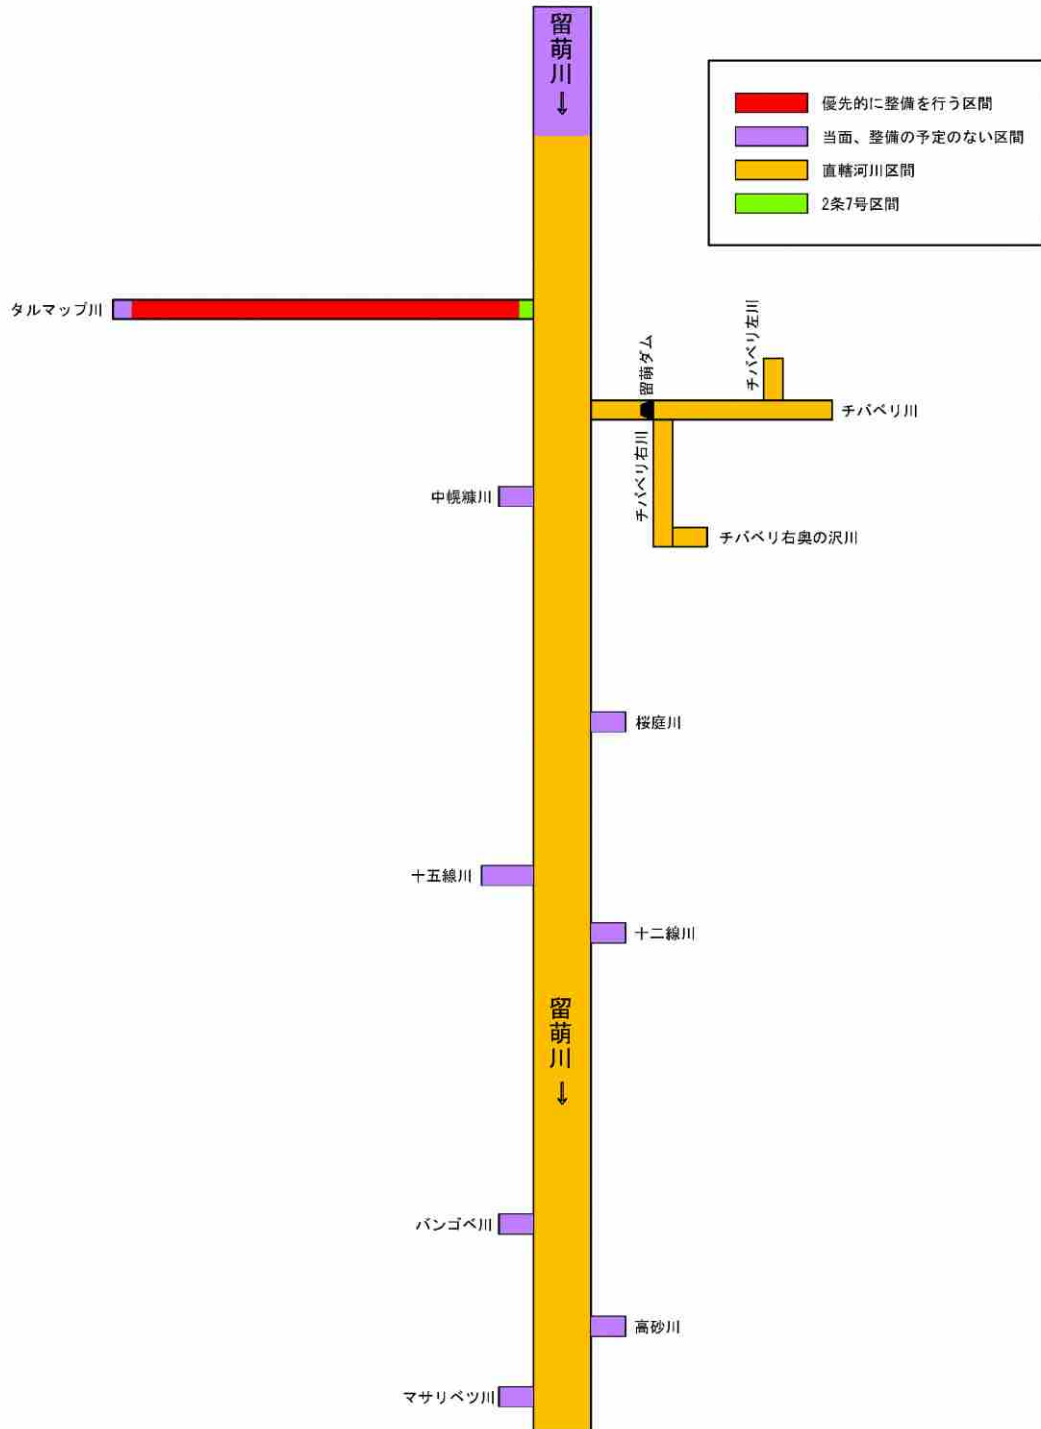 留萌川
優先的に整備を行う区間
当面、整備の予定のない区間
直轄河川区間
2条7号区間
タルマップ川
チバベリ左川
留萌ダム
チバベリ川
チバベリ右川
中幌糠川
チバベリ右奥の沢川
桜庭川
十五線川
十二線川
留萌川
バンゴベ川
高砂川
マサリベツ川